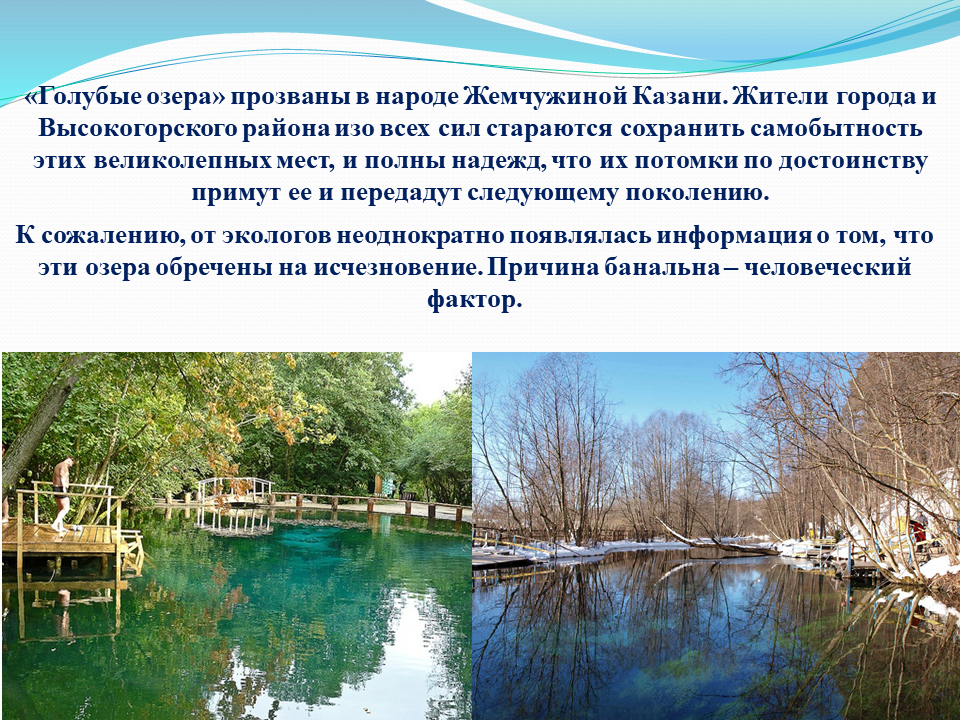 «Голубые озера» прозваны в народе Жемчужиной Казани. Жители города и
Высокогорского района изо всех сил стараются сохранить самобытность
этих великолепных мест, и полны надежд, что их потомки по достоинству
примут ее и передадут следующему поколению.
К сожалению, от экологов неоднократно появлялась информация о том, что
эти озера обречены на исчезновение. Причина банальна – человеческий
фактор.